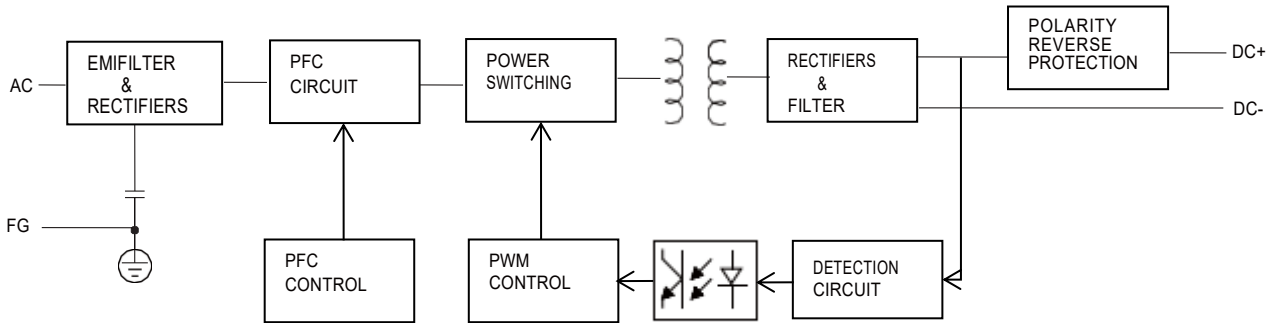 AC
EMIFILTER
&
RECTIFIERS
PFC
CIRCUIT
POWER
SWITCHING
RECTIFIERS
&
FILTER
POLARITY
REVERSE
PROTECTION
DC+
DC-
FG
PFC
CONTROL
PWM
CONTROL
DETECTION
CIRCUIT